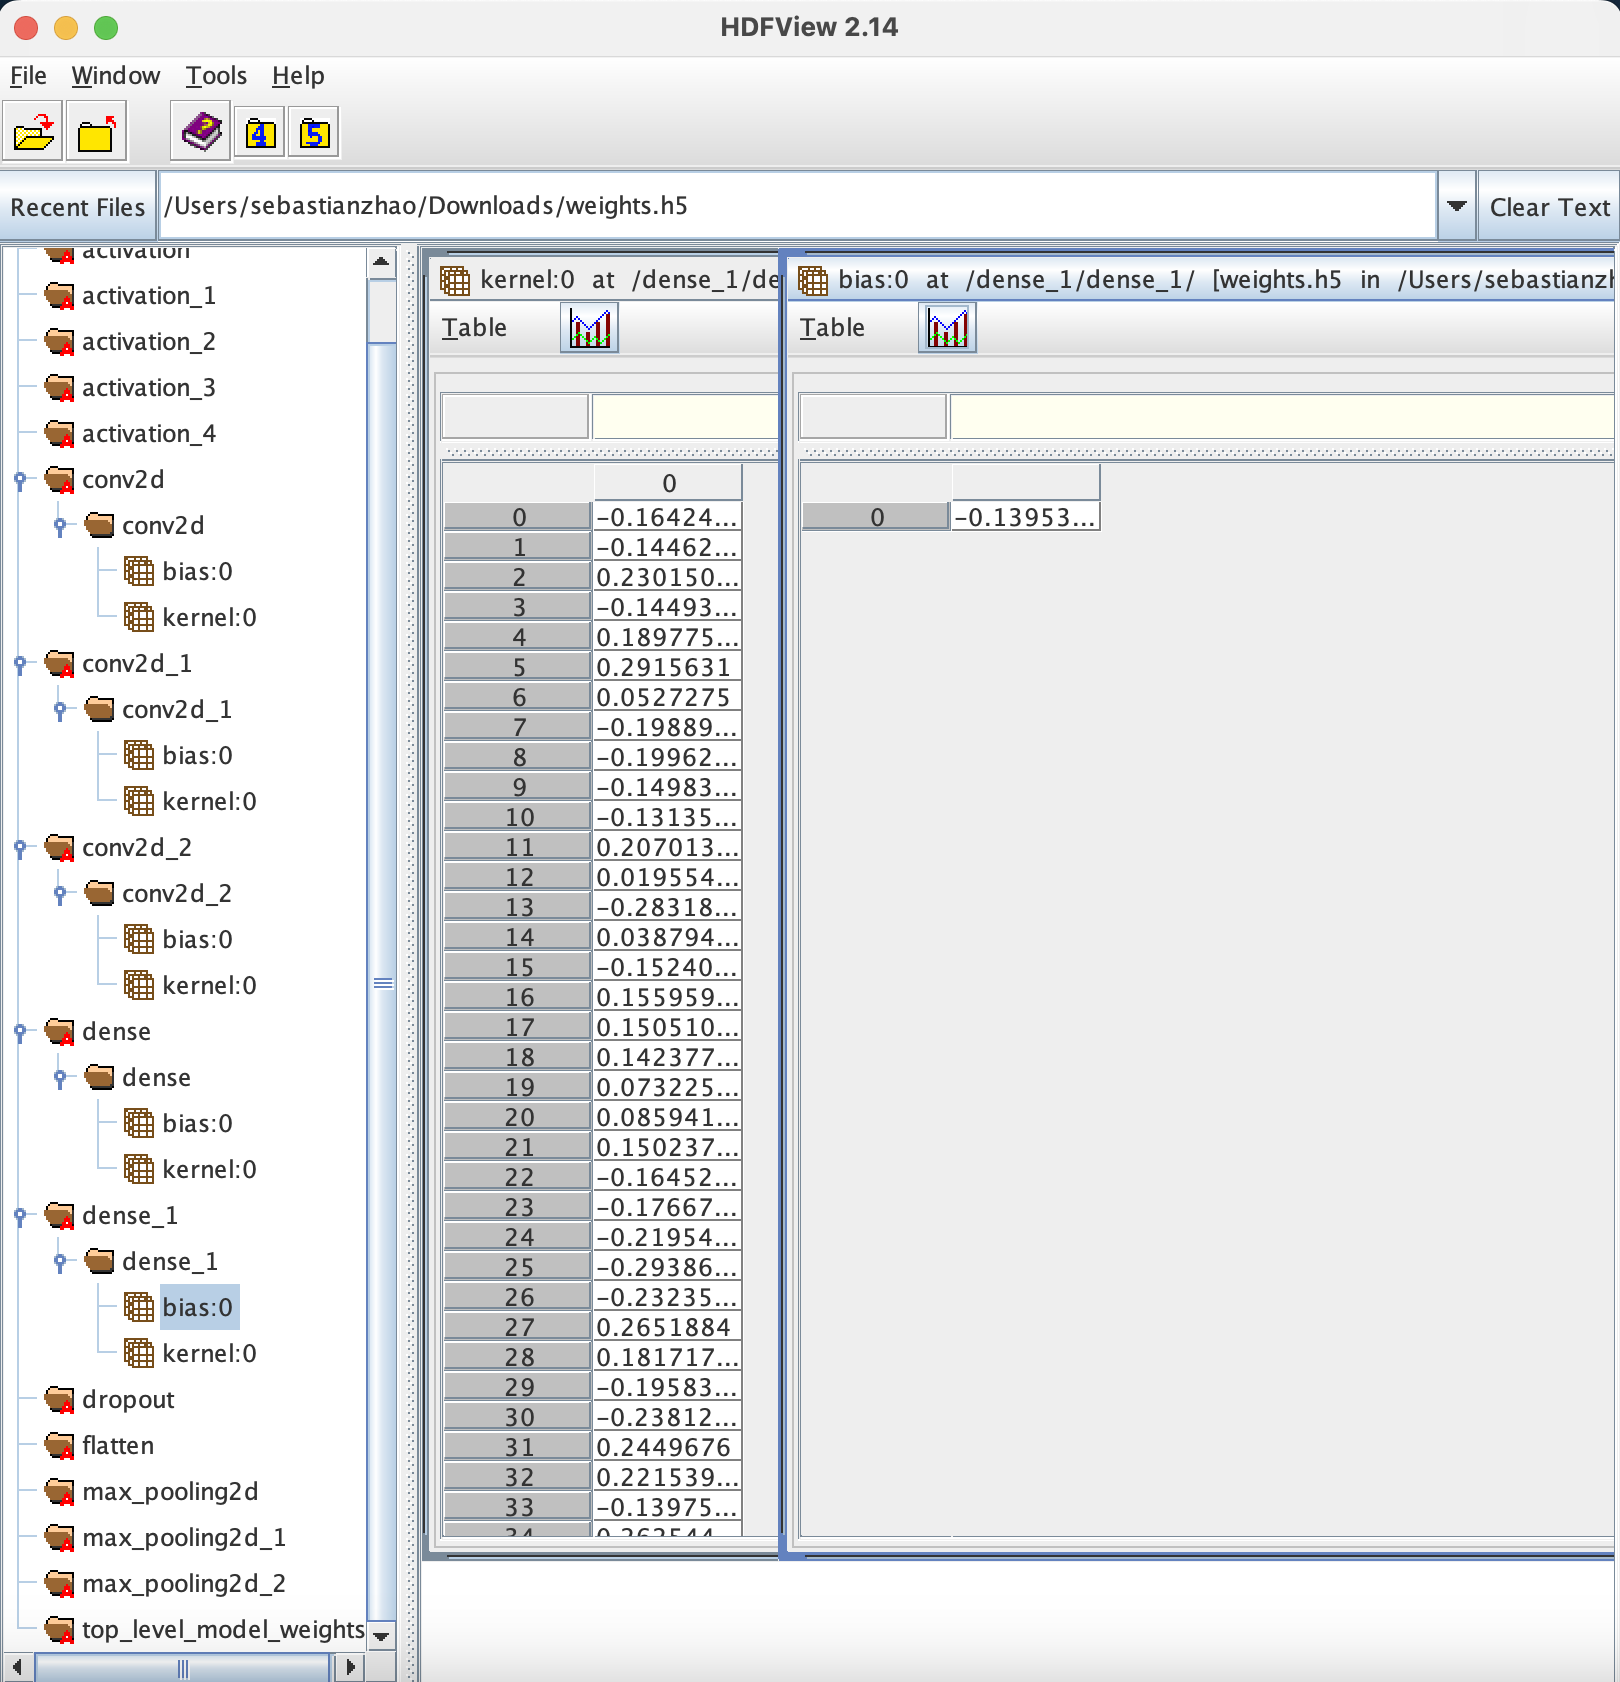 HDFView 2.14
File Window Tools Help
4 5
Recent Files /Users/sebastianzhao/Downloads/weights.h5 Clear Text
activation
activation_1
activation_2
activation_3
activation_4
conv2d
conv2d
bias:0
kernel:0
conv2d_1
conv2d_1
bias:0
kernel:0
conv2d_2
conv2d_2
bias:0
kernel:0
dense
dense
bias:0
kernel:0
dense_1
dense_1
bias:0
kernel:0
dropout
flatten
max_pooling2d
max_pooling2d_1
max_pooling2d_2
top_level_model_weights
kernel:0 at /dense_1/de
Table
0
0 -0.16424...
1 -0.14462...
2 0.230150...
3 -0.14493...
4 0.189775...
5 0.2915631
6 0.0527275
7 -0.19889...
8 -0.19962...
9 -0.14983...
10 -0.13135...
11 0.207013...
12 0.019554...
13 -0.28318...
14 0.038794...
15 -0.15240...
16 0.155959...
17 0.150510...
18 0.142377...
19 0.073225...
20 0.085941...
21 0.150237...
22 -0.16452...
23 -0.17667...
24 -0.21954...
25 -0.29386...
26 -0.23235...
27 0.2651884
28 0.181717...
29 -0.19583...
30 -0.23812...
31 0.2449676
32 0.221539...
33 -0.13975...
34
bias:0 at /dense_1/dense_1/ [weights.h5 in /Users/sebastianzh
Table
0 -0.13953...